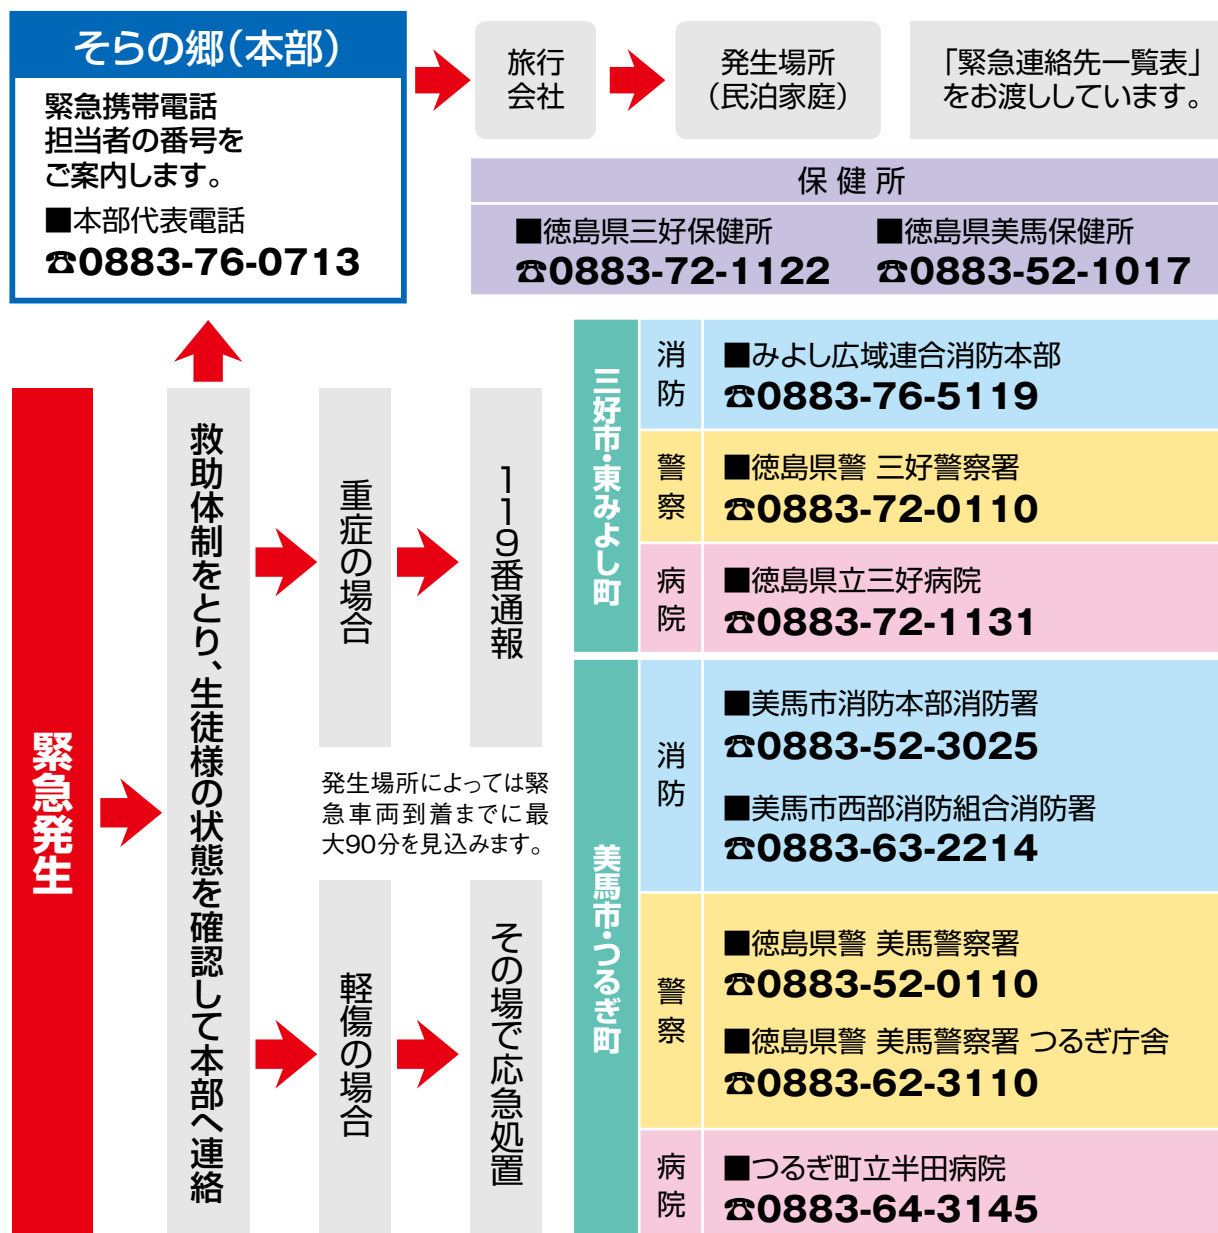 そらの郷(本部)
緊急携帯電話
担当者の番号を
ご案内します。
■本部代表電話
☎0883-76-0713
旅行
会社
発生場所
(民泊家庭)
「緊急連絡先一覧表」
をお渡ししています。
保健所
■徳島県三好保健所
☎0883-72-1122
■徳島県美馬保健所
☎0883-52-1017
緊急発生
救助体制をとり、生徒様の状態を確認して本部へ連絡
重症の場合
119番通報
発生場所によっては緊
急車両到着までに最
大90分を見込みます。
軽傷の場合
その場で応急処置
三好市・東みよし町
消防
■みよし広域連合消防本部
☎0883-76-5119
警察
■徳島県警 三好警察署
☎0883-72-0110
病院
■徳島県立三好病院
☎0883-72-1131
美馬市・つるぎ町
消防
■美馬市消防本部消防署
☎0883-52-3025
■美馬市西部消防組合消防署
☎0883-63-2214
警察
■徳島県警 美馬警察署
☎0883-52-0110
■徳島県警 美馬警察署 つるぎ庁舎
☎0883-62-3110
病院
■つるぎ町立半田病院
☎0883-64-3145